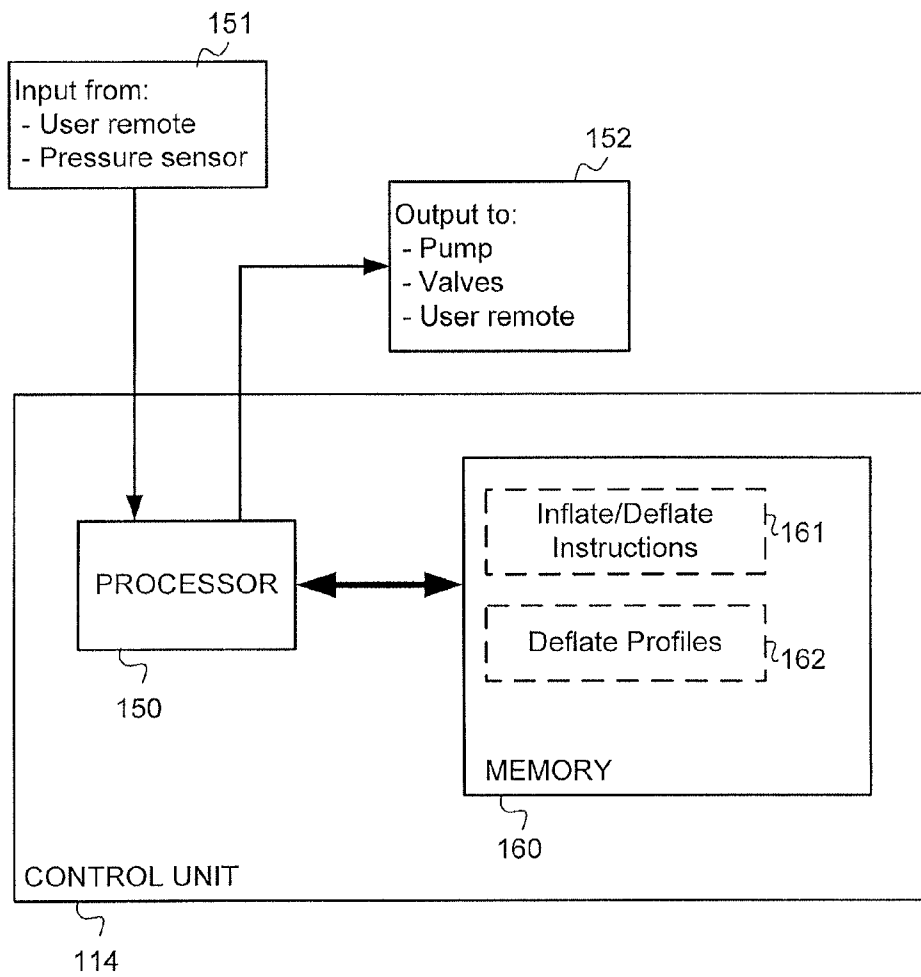 151
Input from:
- User remote
- Pressure sensor
152
Output to:
- Pump
- Valves
- User remote
PROCESSOR
150
Inflate/Deflate
Instructions
161
Deflate Profiles
162
MEMORY
160
CONTROL UNIT
114